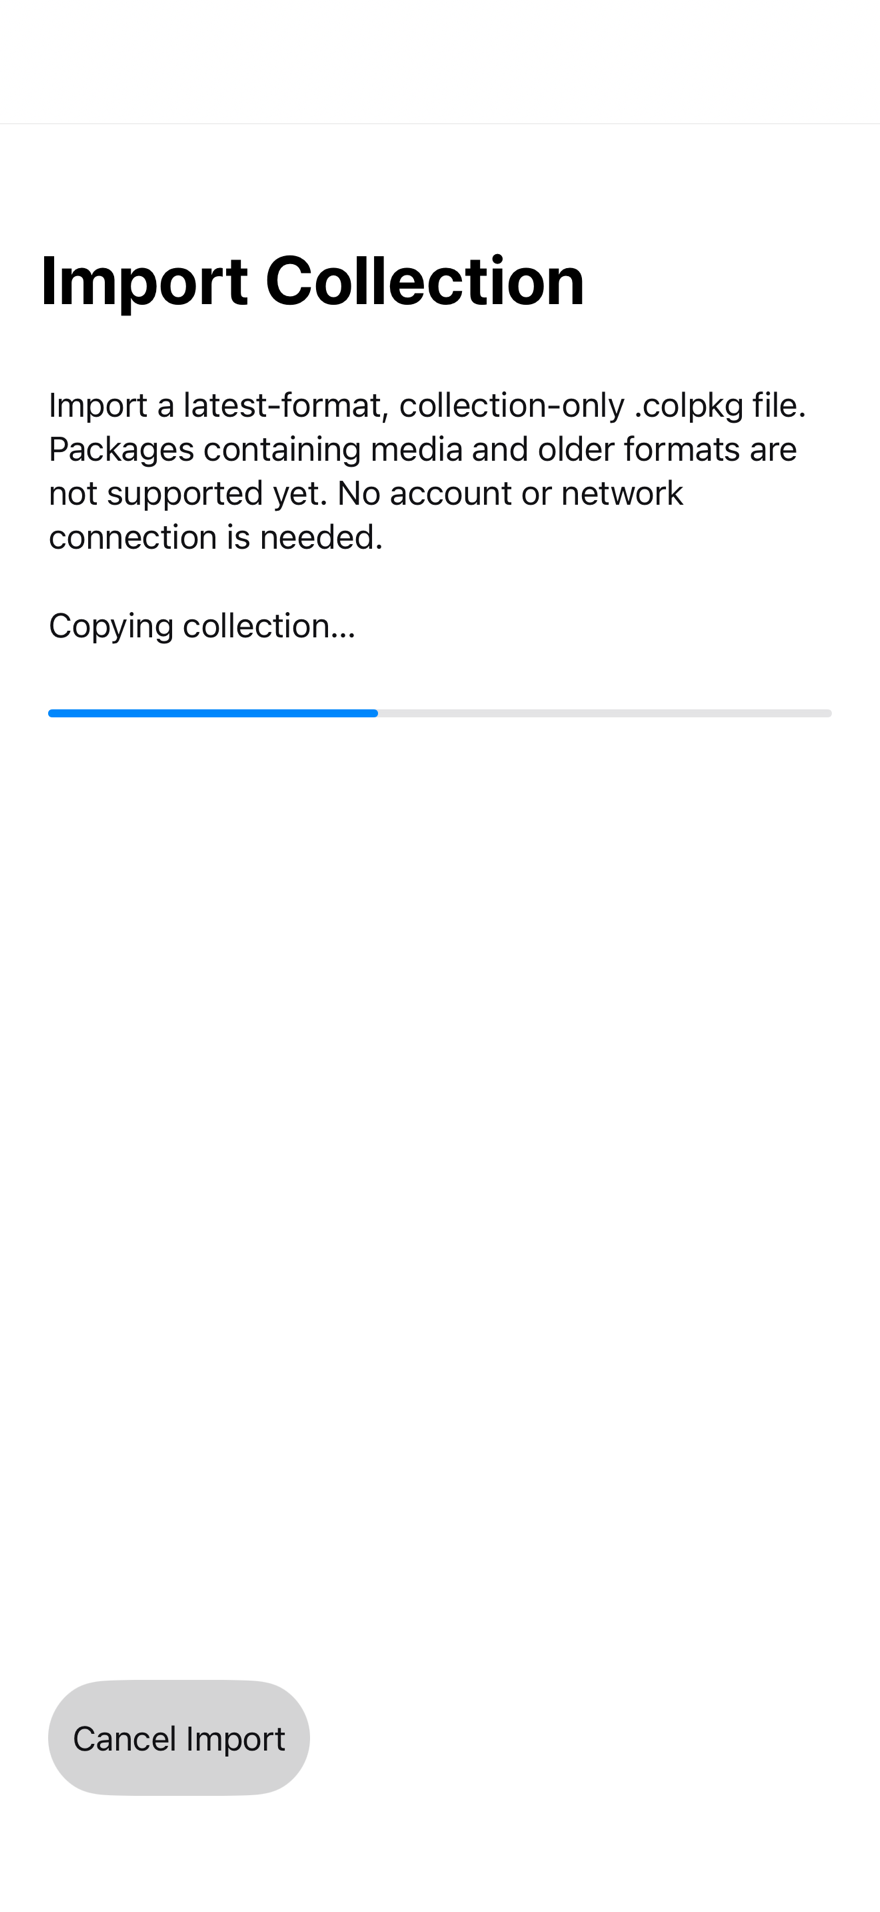 Import Collection
Import a latest-format, collection-only .colpkg file.
Packages containing media and older formats are
not supported yet. No account or network
connection is needed.
Copying collection...
Cancel Import